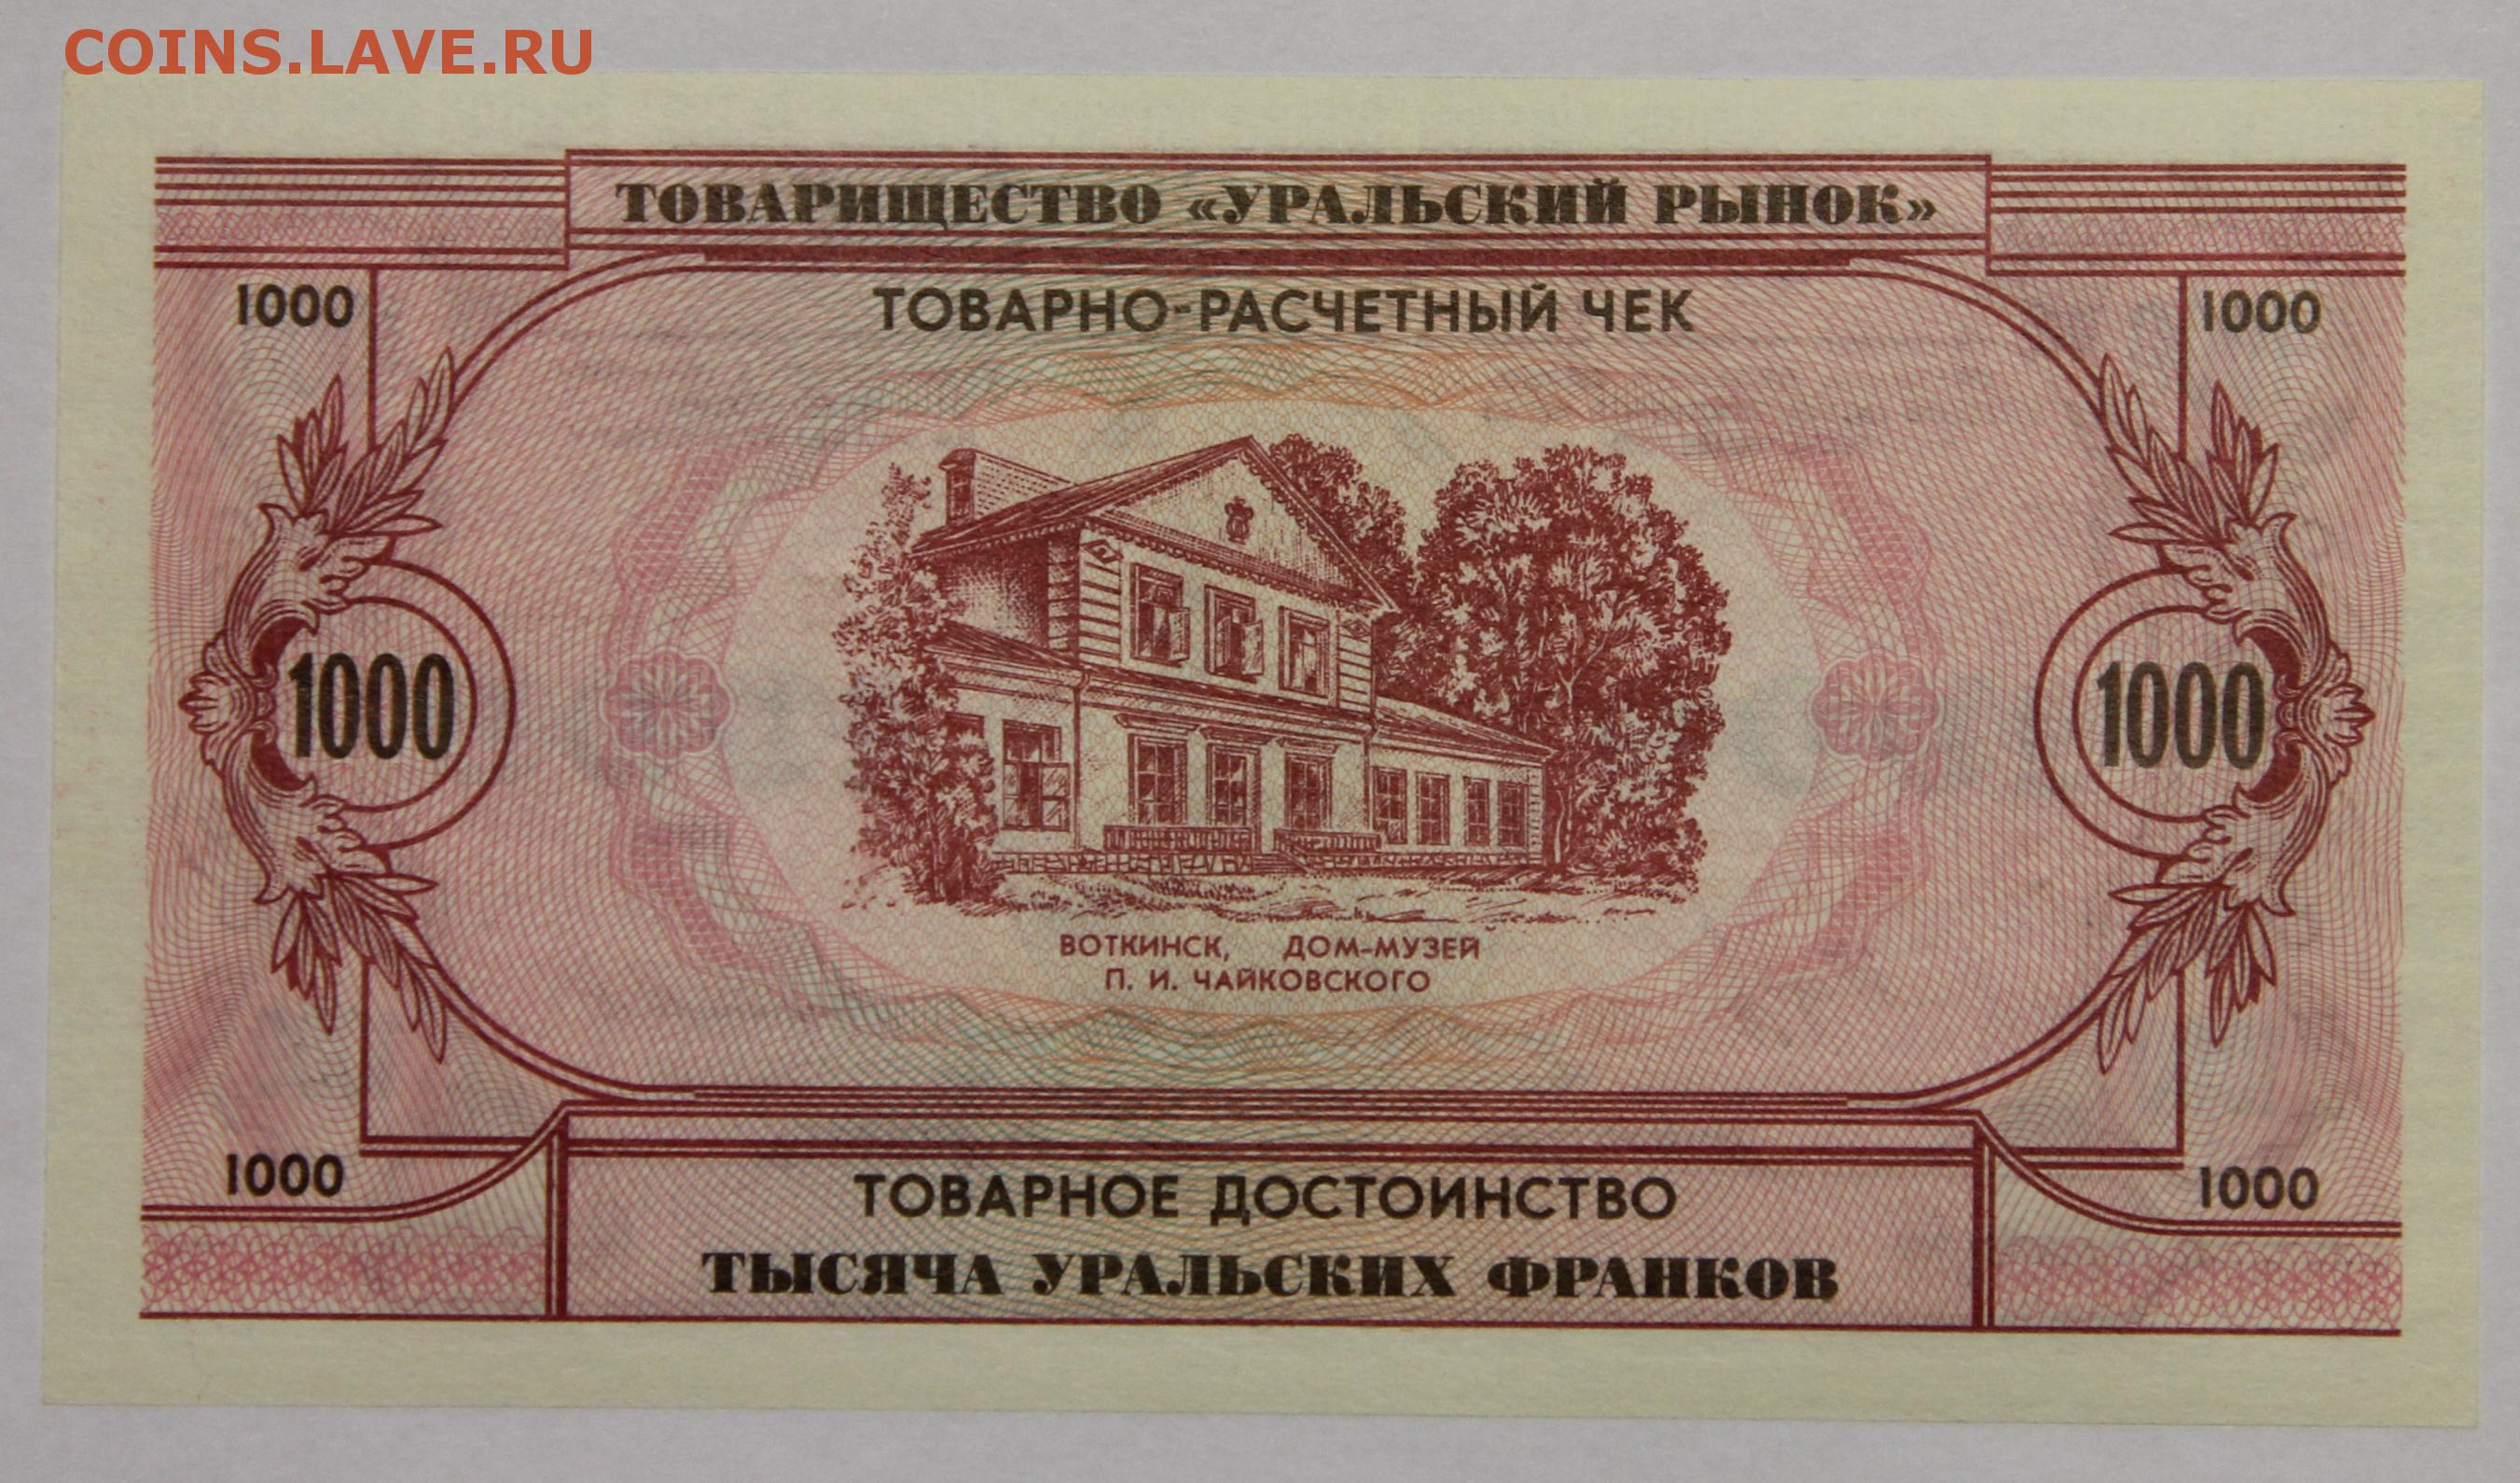 COINS.LAVE.RU
ТОВАРИЩЕСТВО «УРАЛЬСКИЙ РЫНОК»
1000 ТОВАРНО-РАСЧЕТНЫЙ ЧЕК 1000
1000 1000
ВОТКИНСК, ДОМ-МУЗЕЙ
П. И. ЧАЙКОВСКОГО
1000 ТОВАРНОЕ ДОСТОИНСТВО 1000
ТЫСЯЧА УРАЛЬСКИХ ФРАНКОВ